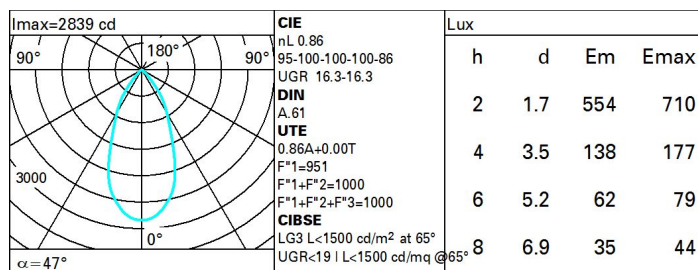 Imax=2839 cd
90° 180° 90°
3000
0°
α=47°
CIE
nL 0.86
95-100-100-100-86
UGR 16.3-16.3
DIN
A.61
UTE
0.86A+0.00T
F"1=951
F"1+F"2=1000
F"1+F"2+F"3=1000
CIBSE
LG3 L<1500 cd/m² at 65°
UGR<19 | L<1500 cd/mq @65°
Lux
h d Em Emax
2 1.7 554 710
4 3.5 138 177
6 5.2 62 79
8 6.9 35 44